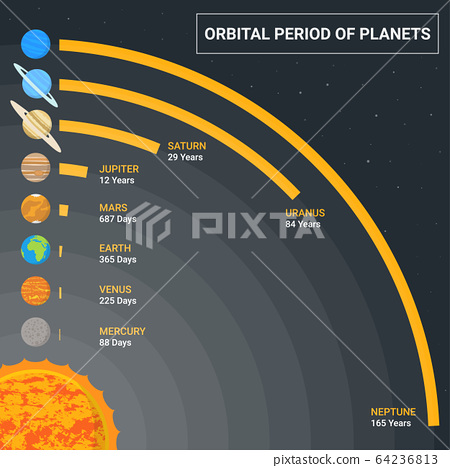 ORBITAL PERIOD OF PLANETS
SATURN
29 Years
JUPITER
12 Years
MARS
687 Days
URANUS
84 Years
EARTH
365 Days
VENUS
225 Days
MERCURY
88 Days
NEPTUNE
165 Years
PIXTA
pixta.jp - 64236813